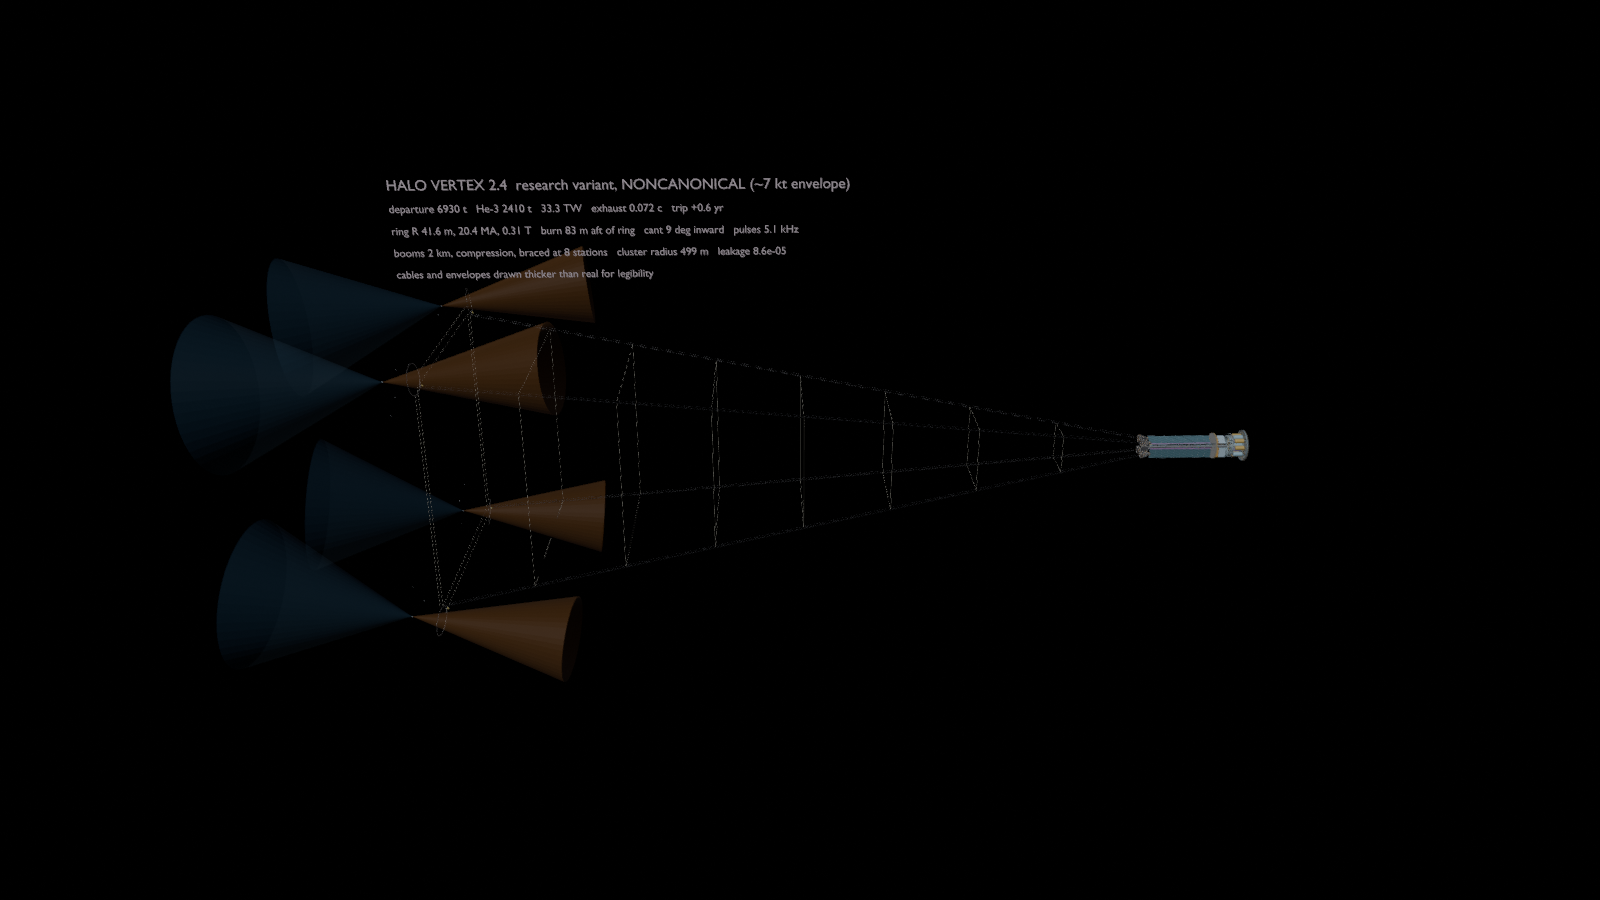 HALO VERTEX 2.4 research variant, NONCANONICAL (~7 kt envelope)
departure 6930 t He-3 2410 t 33.3 TW exhaust 0.072 c trip +0.6 yr
ring R 41.6 m, 20.4 MA, 0.31 T burn 83 m aft of ring cant 9 deg inward pulses 5.1 kHz
booms 2 km, compression, braced at 8 stations cluster radius 499 m leakage 8.6e-05
cables and envelopes drawn thicker than real for legibility